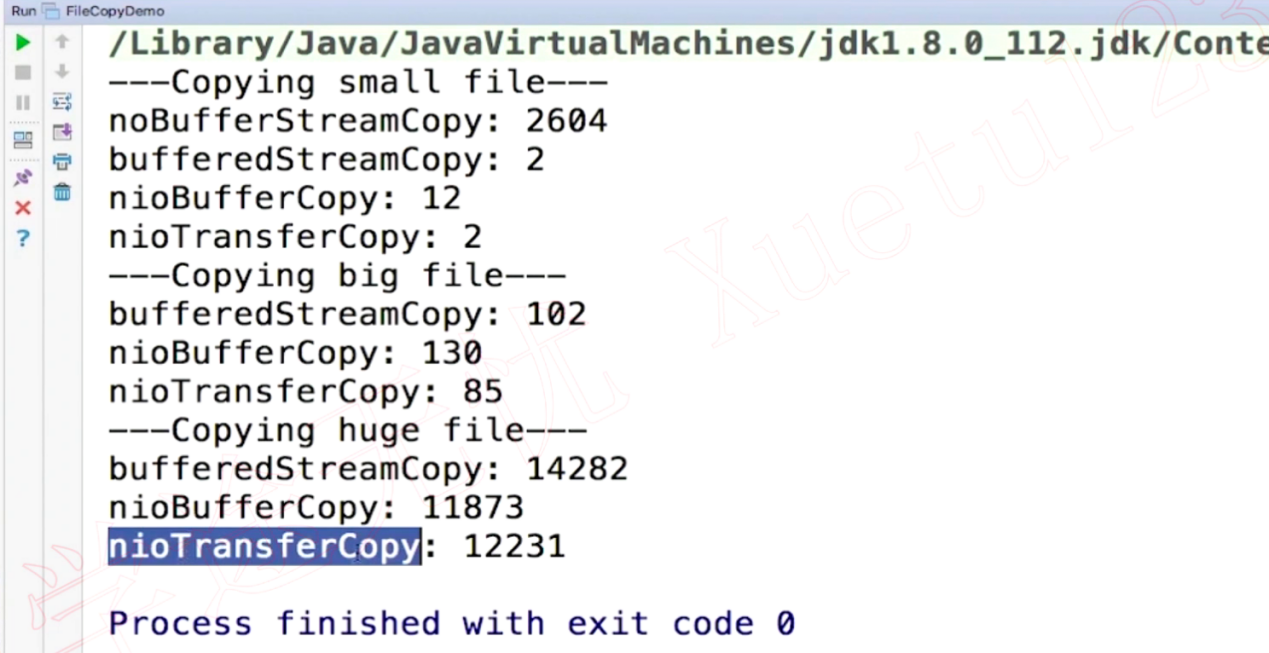 Run FileCopyDemo
/Library/Java/JavaVirtualMachines/jdk1.8.0_112.jdk/Conte
---Copying small file---
noBufferStreamCopy: 2604
bufferedStreamCopy: 2
nioBufferCopy: 12
nioTransferCopy: 2
---Copying big file---
bufferedStreamCopy: 102
nioBufferCopy: 130
nioTransferCopy: 85
---Copying huge file---
bufferedStreamCopy: 14282
nioBufferCopy: 11873
nioTransferCopy: 12231
Process finished with exit code 0
Xuetu123